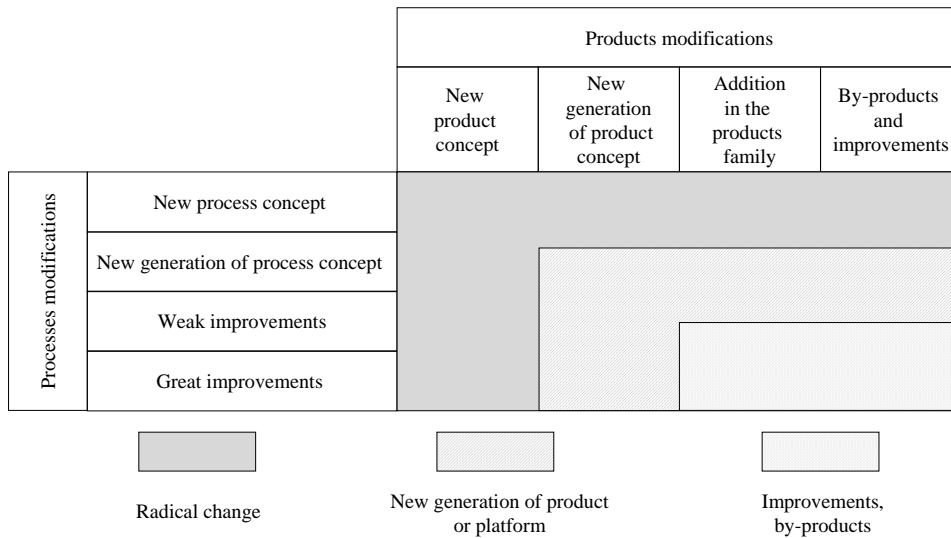 Products modifications
New
product
concept
New
generation
of product
concept
Addition
in the
products
family
By-products
and
improvements
Processes modifications
New process concept
New generation of process concept
Weak improvements
Great improvements
Radical change
New generation of product
or platform
Improvements,
by-products